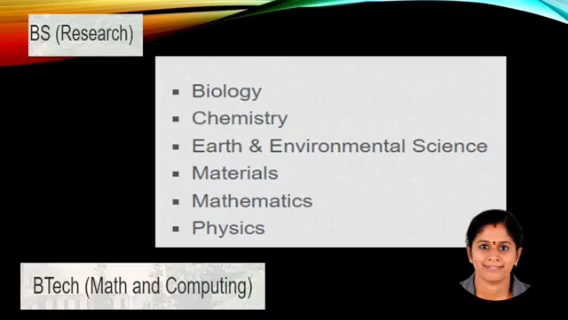 BS (Research)
▪ Biology
▪ Chemistry
▪ Earth & Environmental Science
▪ Materials
▪ Mathematics
▪ Physics
BTech (Math and Computing)